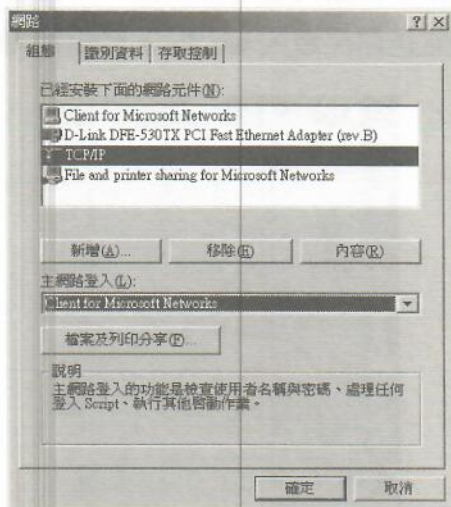 網路
組態 識別資料 存取控制
已經安裝下面的網路元件(N):
Client for Microsoft Networks
D-Link DFE-530TX PCI Fast Ethernet Adapter (rev.B)
TCP/IP
File and printer sharing for Microsoft Networks
新增(A)... 移除(E) 內容(R)
主網路登入(L):
Client for Microsoft Networks
檔案及列印分享(F)...
說明
主網路登入的功能是檢查使用者名稱與密碼、處理任何
登入 Script、執行其他啟動作業。
確定 取消